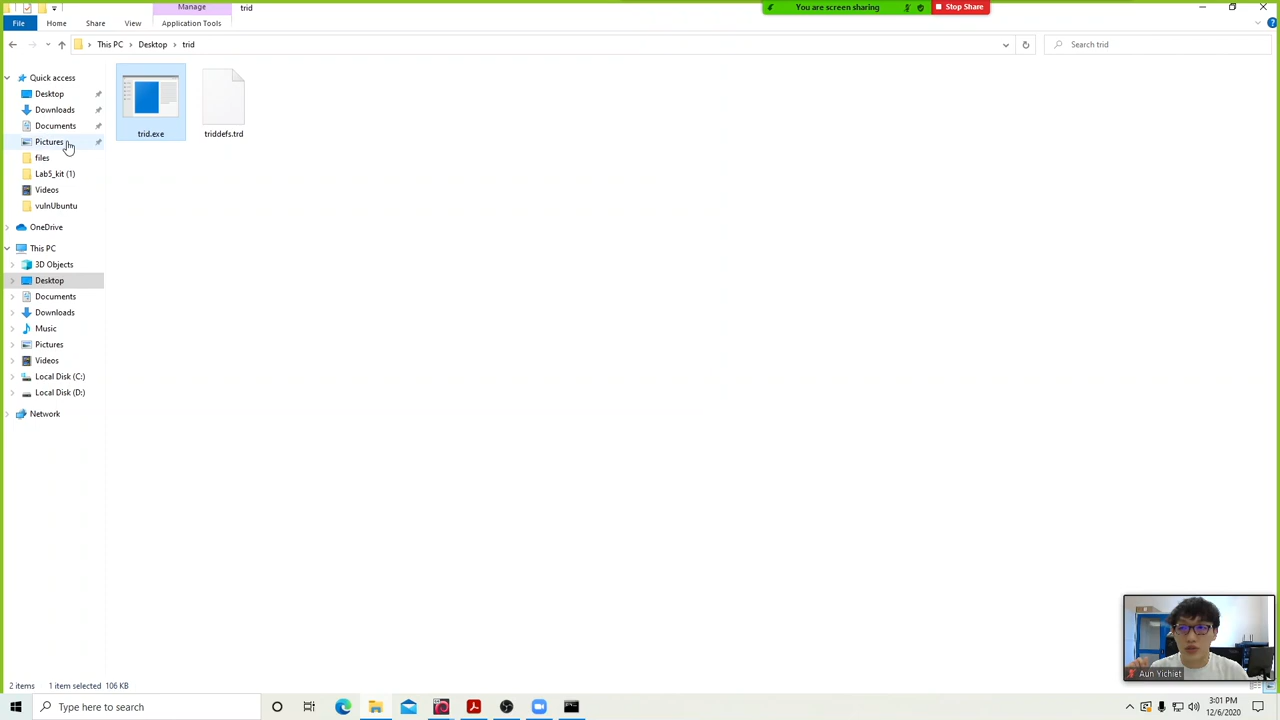 Manage
trid
You are screen sharing
Stop Share
File
Home
Share
View
Application Tools
This PC
Desktop
trid
Search trid
Quick access
Desktop
Downloads
Documents
Pictures
files
Lab5_kit (1)
Videos
vulnUbuntu
OneDrive
This PC
3D Objects
Desktop
Documents
Downloads
Music
Pictures
Videos
Local Disk (C:)
Local Disk (D:)
Network
trid.exe
triddefs.trd
2 items
1 item selected 106 KB
Aun Yichiet
Type here to search
3:01 PM
12/6/2020